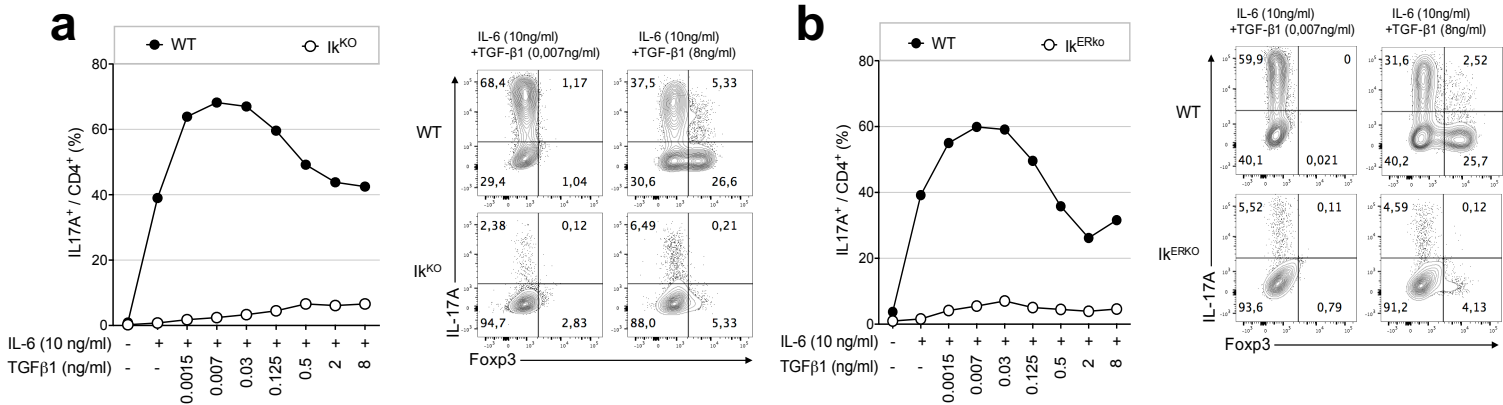 a
WT
Ik^KO
IL17A⁺ / CD4⁺ (%)
80
60
40
20
0
IL-6 (10 ng/ml) - + + + + + + + +
TGFβ1 (ng/ml) - - 0.0015 0.007 0.03 0.125 0.5 2 8
IL-6 (10ng/ml)
+TGF-β1 (0,007ng/ml)
IL-6 (10ng/ml)
+TGF-β1 (8ng/ml)
WT
68,4 1,17
29,4 1,04
37,5 5,33
30,6 26,6
Ik^KO
2,38 0,12
94,7 2,83
6,49 0,21
88,0 5,33
IL-17A
Foxp3
b
WT
Ik^ERko
IL17A⁺ / CD4⁺ (%)
80
60
40
20
0
IL-6 (10 ng/ml) - + + + + + + + +
TGFβ1 (ng/ml) - - 0.0015 0.007 0.03 0.125 0.5 2 8
IL-6 (10ng/ml)
+TGF-β1 (0,007ng/ml)
IL-6 (10ng/ml)
+TGF-β1 (8ng/ml)
WT
59,9 0
40,1 0,021
31,6 2,52
40,2 25,7
Ik^ERKO
5,52 0,11
93,6 0,79
4,59 0,12
91,2 4,13
IL-17A
Foxp3